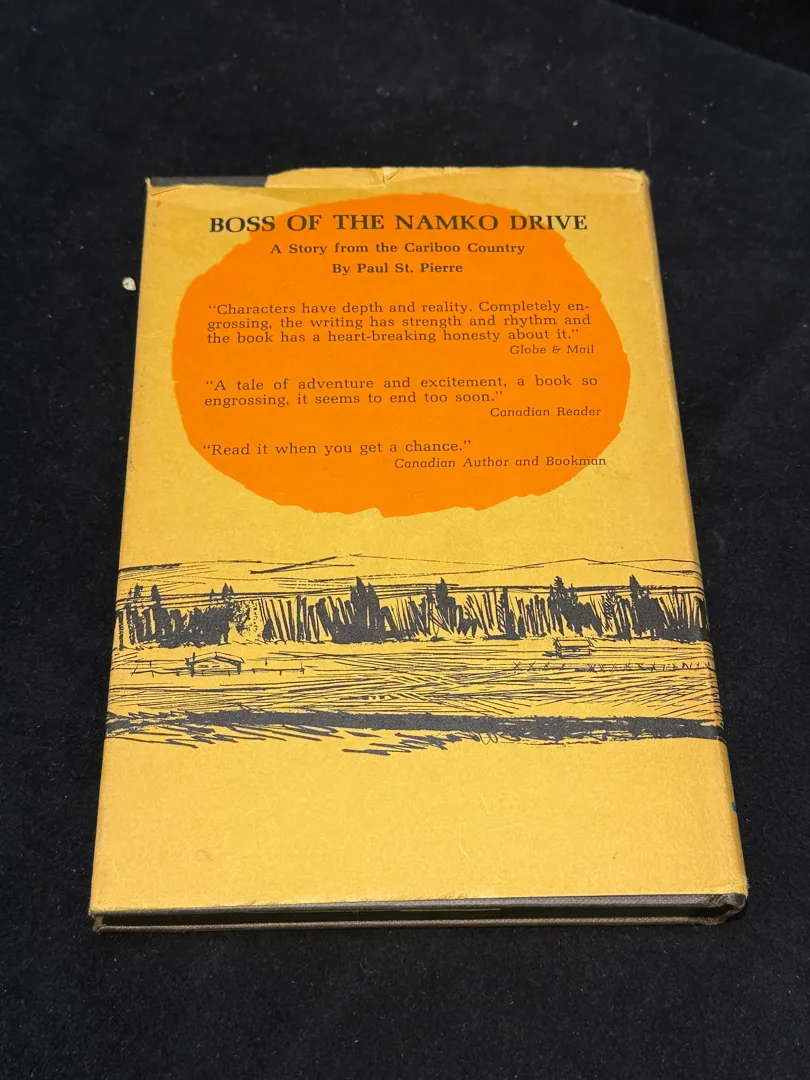 BOSS OF THE NAMKO DRIVE
A Story from the Cariboo Country
By Paul St. Pierre
"Characters have depth and reality. Completely en-
grossing, the writing has strength and rhythm and
the book has a heart-breaking honesty about it."
Globe & Mail
"A tale of adventure and excitement, a book so
engrossing, it seems to end too soon."
Canadian Reader
"Read it when you get a chance."
Canadian Author and Bookman